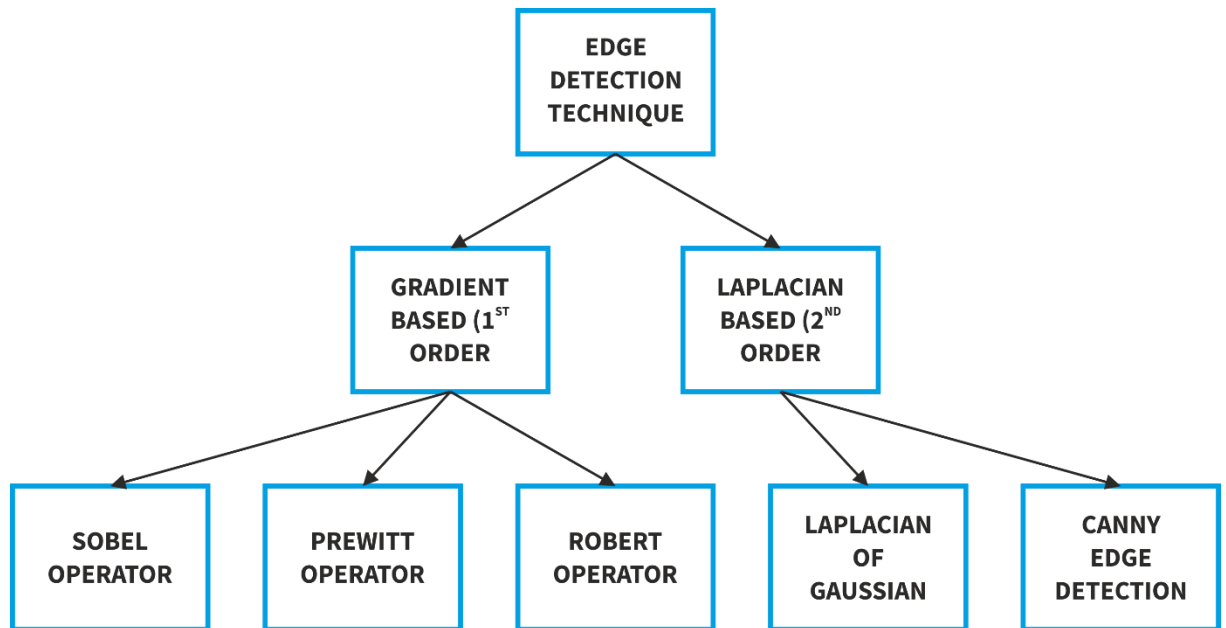 EDGE
DETECTION
TECHNIQUE
GRADIENT
BASED (1ST
ORDER
LAPLACIAN
BASED (2ND
ORDER
SOBEL
OPERATOR
PREWITT
OPERATOR
ROBERT
OPERATOR
LAPLACIAN
OF
GAUSSIAN
CANNY
EDGE
DETECTION